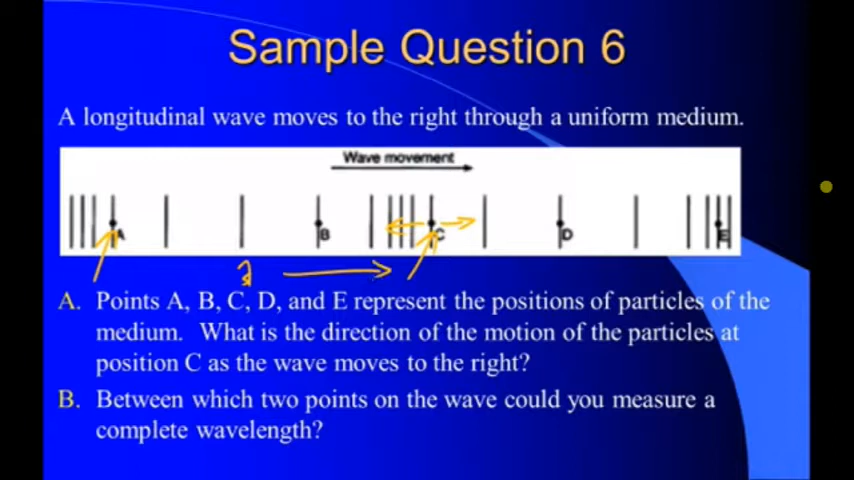 Sample Question 6
A longitudinal wave moves to the right through a uniform medium.
Wave movement
A B C D E
A. Points A, B, C, D, and E represent the positions of particles of the
medium. What is the direction of the motion of the particles at
position C as the wave moves to the right?
B. Between which two points on the wave could you measure a
complete wavelength?